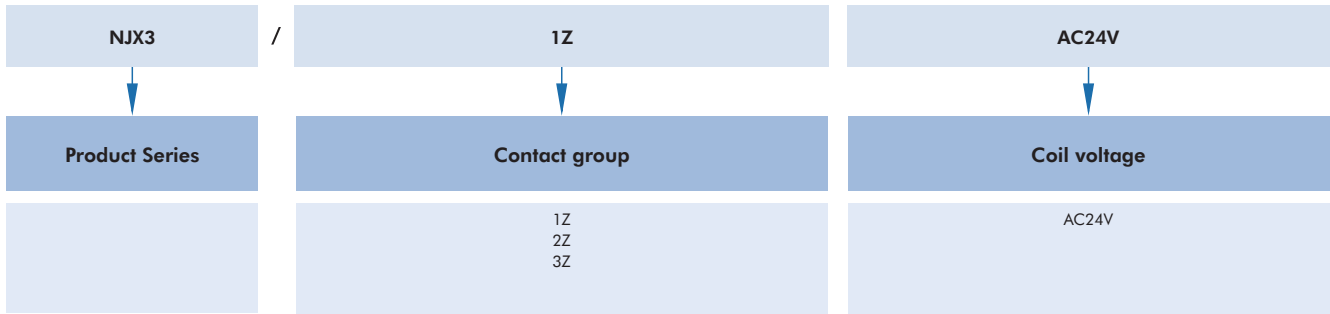 NJX3 / 1Z AC24V
Product Series Contact group Coil voltage
1Z AC24V
2Z
3Z